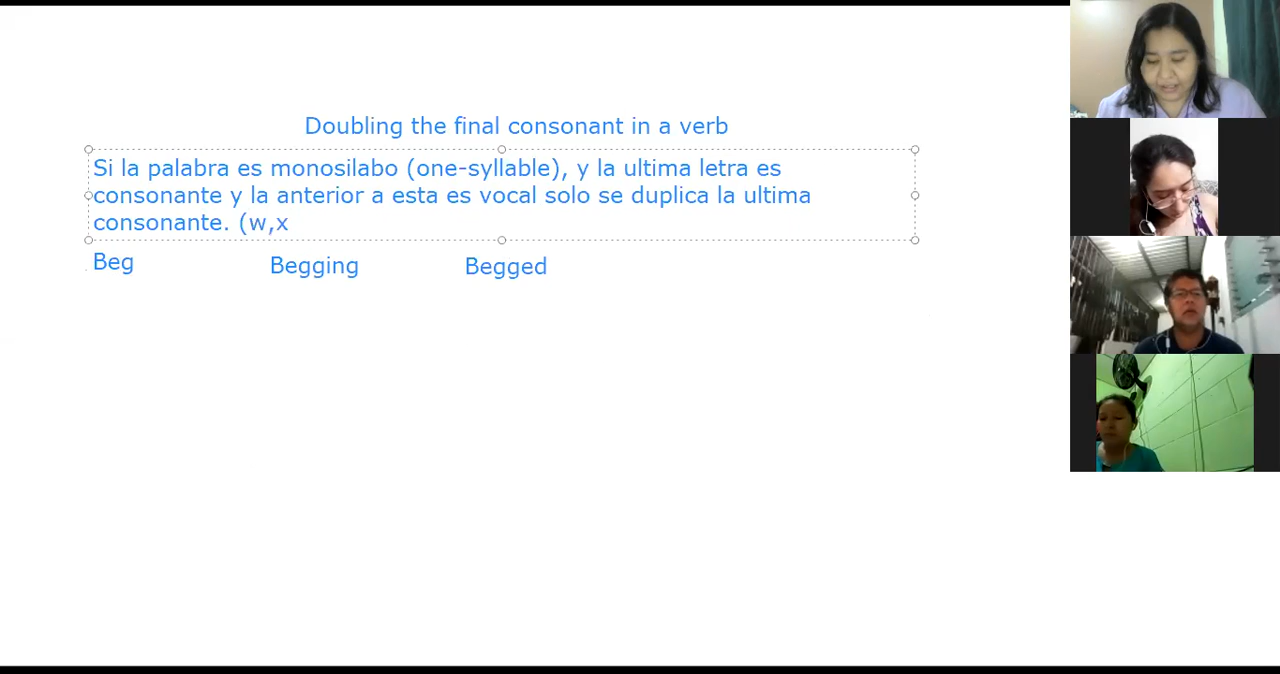 Doubling the final consonant in a verb
Si la palabra es monosilabo (one-syllable), y la ultima letra es
consonante y la anterior a esta es vocal solo se duplica la ultima
consonante. (w,x
Beg Begging Begged